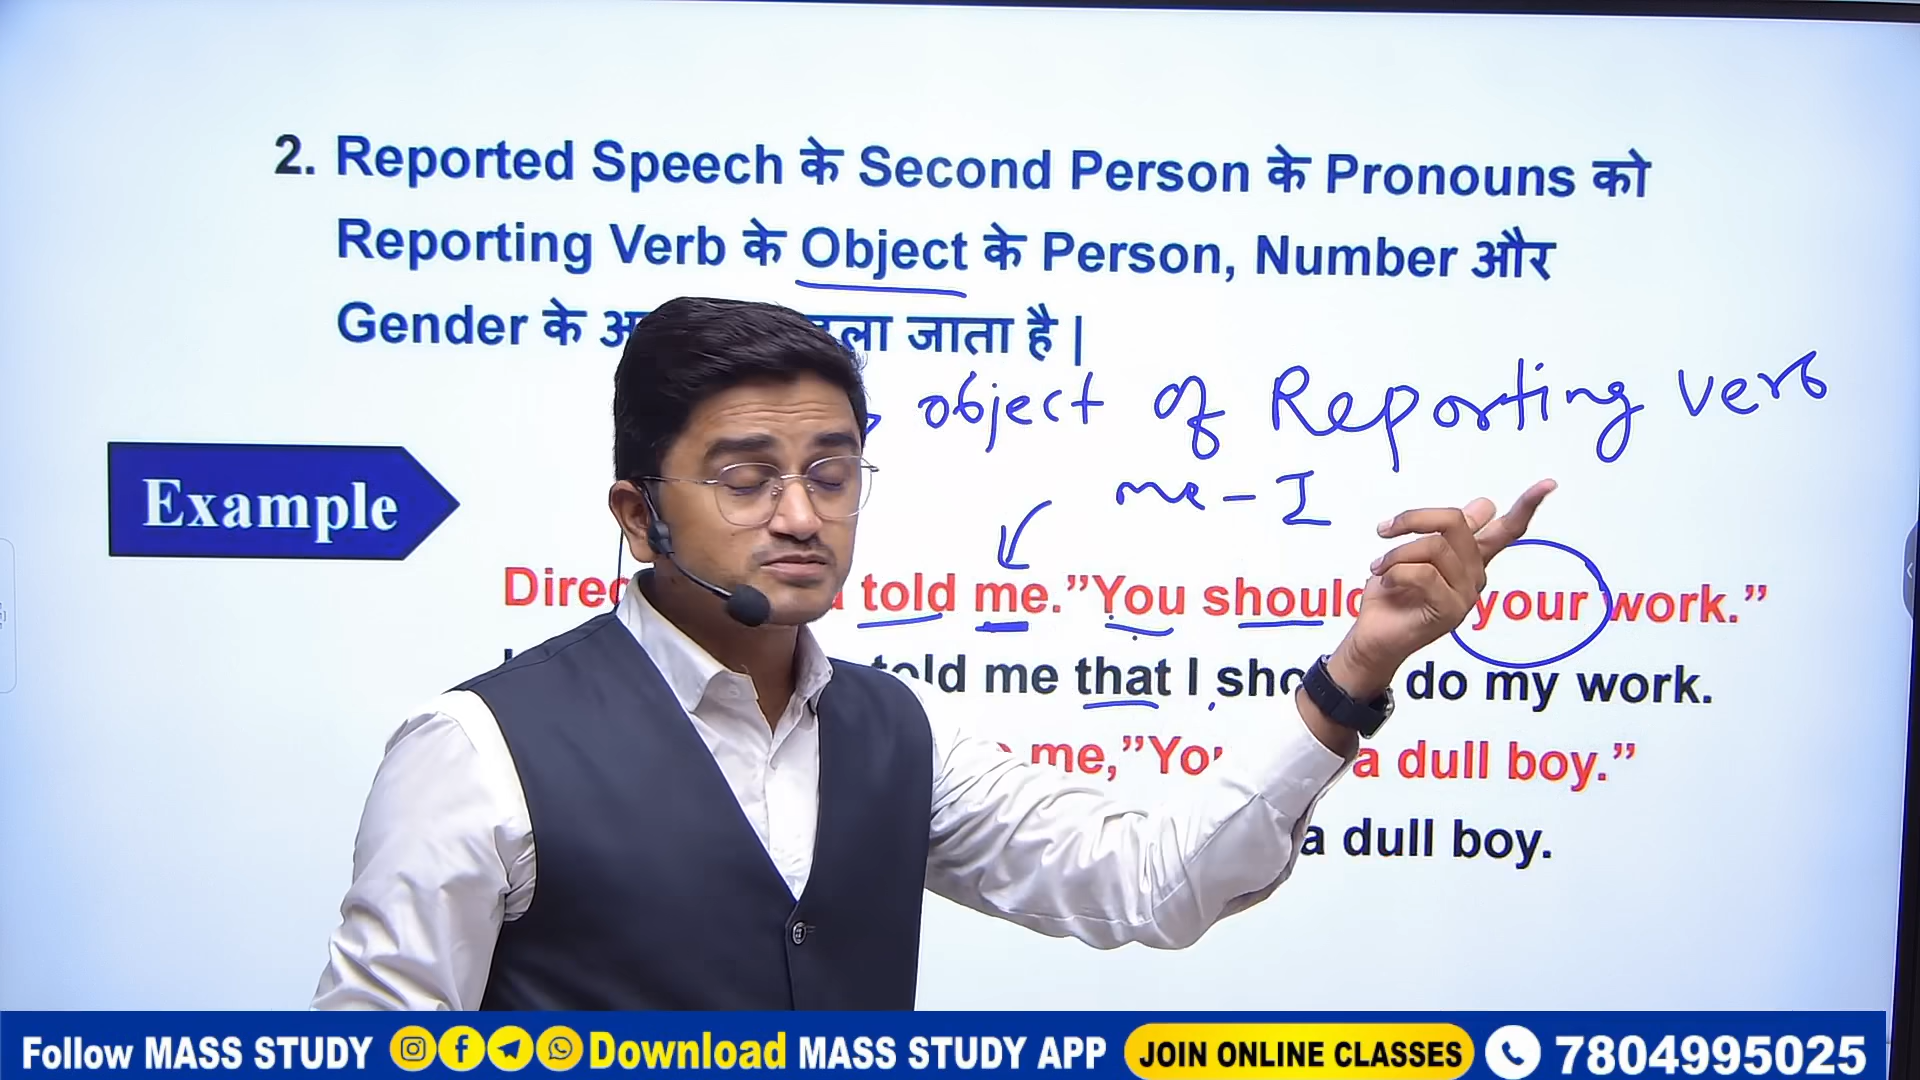 2. Reported Speech के Second Person के Pronouns को
Reporting Verb के Object के Person, Number और
Gender के जाता है |
object of Reporting verb
me - I
Example
told me.”You your work.”
told me that I do my work.
me,” a dull boy.”
a dull boy.
Follow MASS STUDY Download MASS STUDY APP JOIN ONLINE CLASSES 7804995025